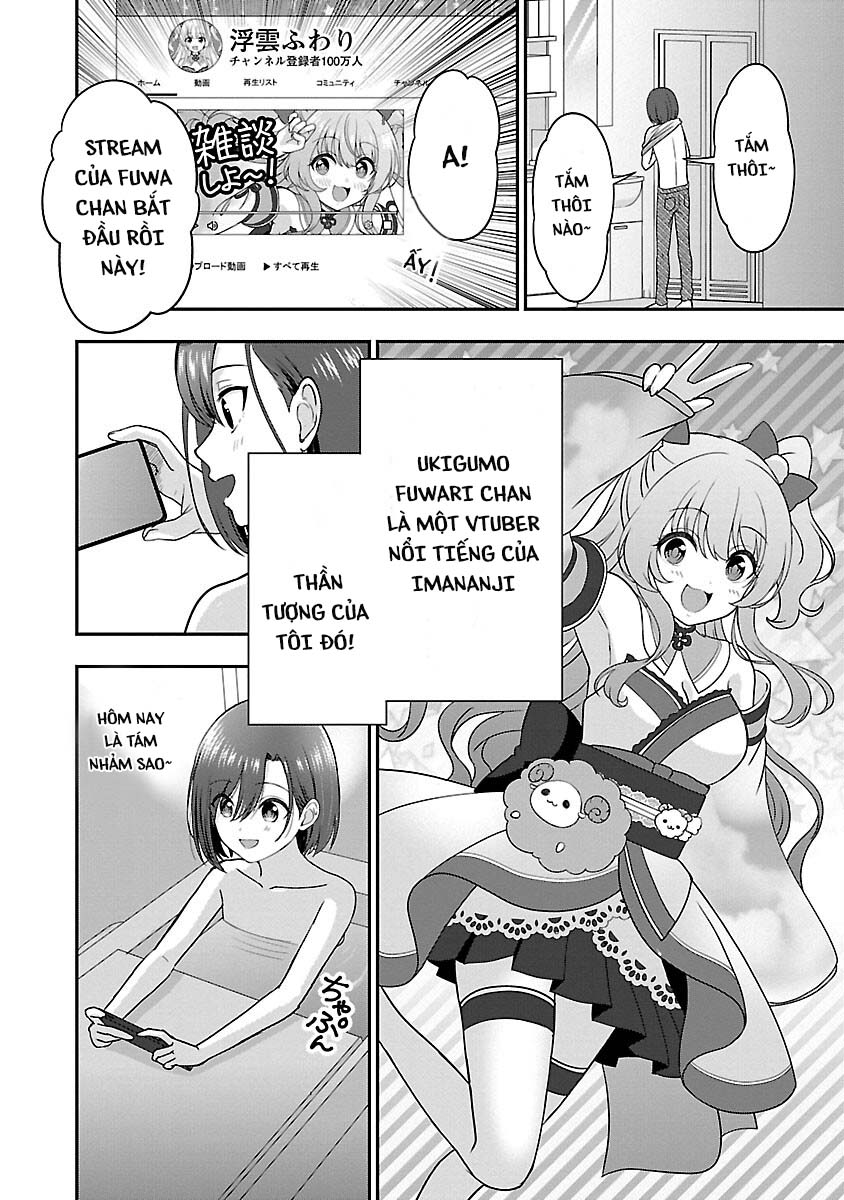 TẮM
THÔI~
TẮM
THÔI
NÀO~
浮雲ふわり
チャンネル登録者100万人
ホーム
動画
再生リスト
コミュニティ
チャンネル
雑談
しよ〜!
プロード動画
▶すべて再生
A!
ẤY!
STREAM
CỦA FUWA
CHAN BẮT
ĐẦU RỒI
NÀY!
UKIGUMO
FUWARI CHAN
LÀ MỘT VTUBER
NỔI TIẾNG CỦA
IMANANJI
THẦN
TƯỢNG CỦA
TÔI ĐÓ!
HÔM NAY
LÀ TÁM
NHẢM SAO~
ちゃぷん